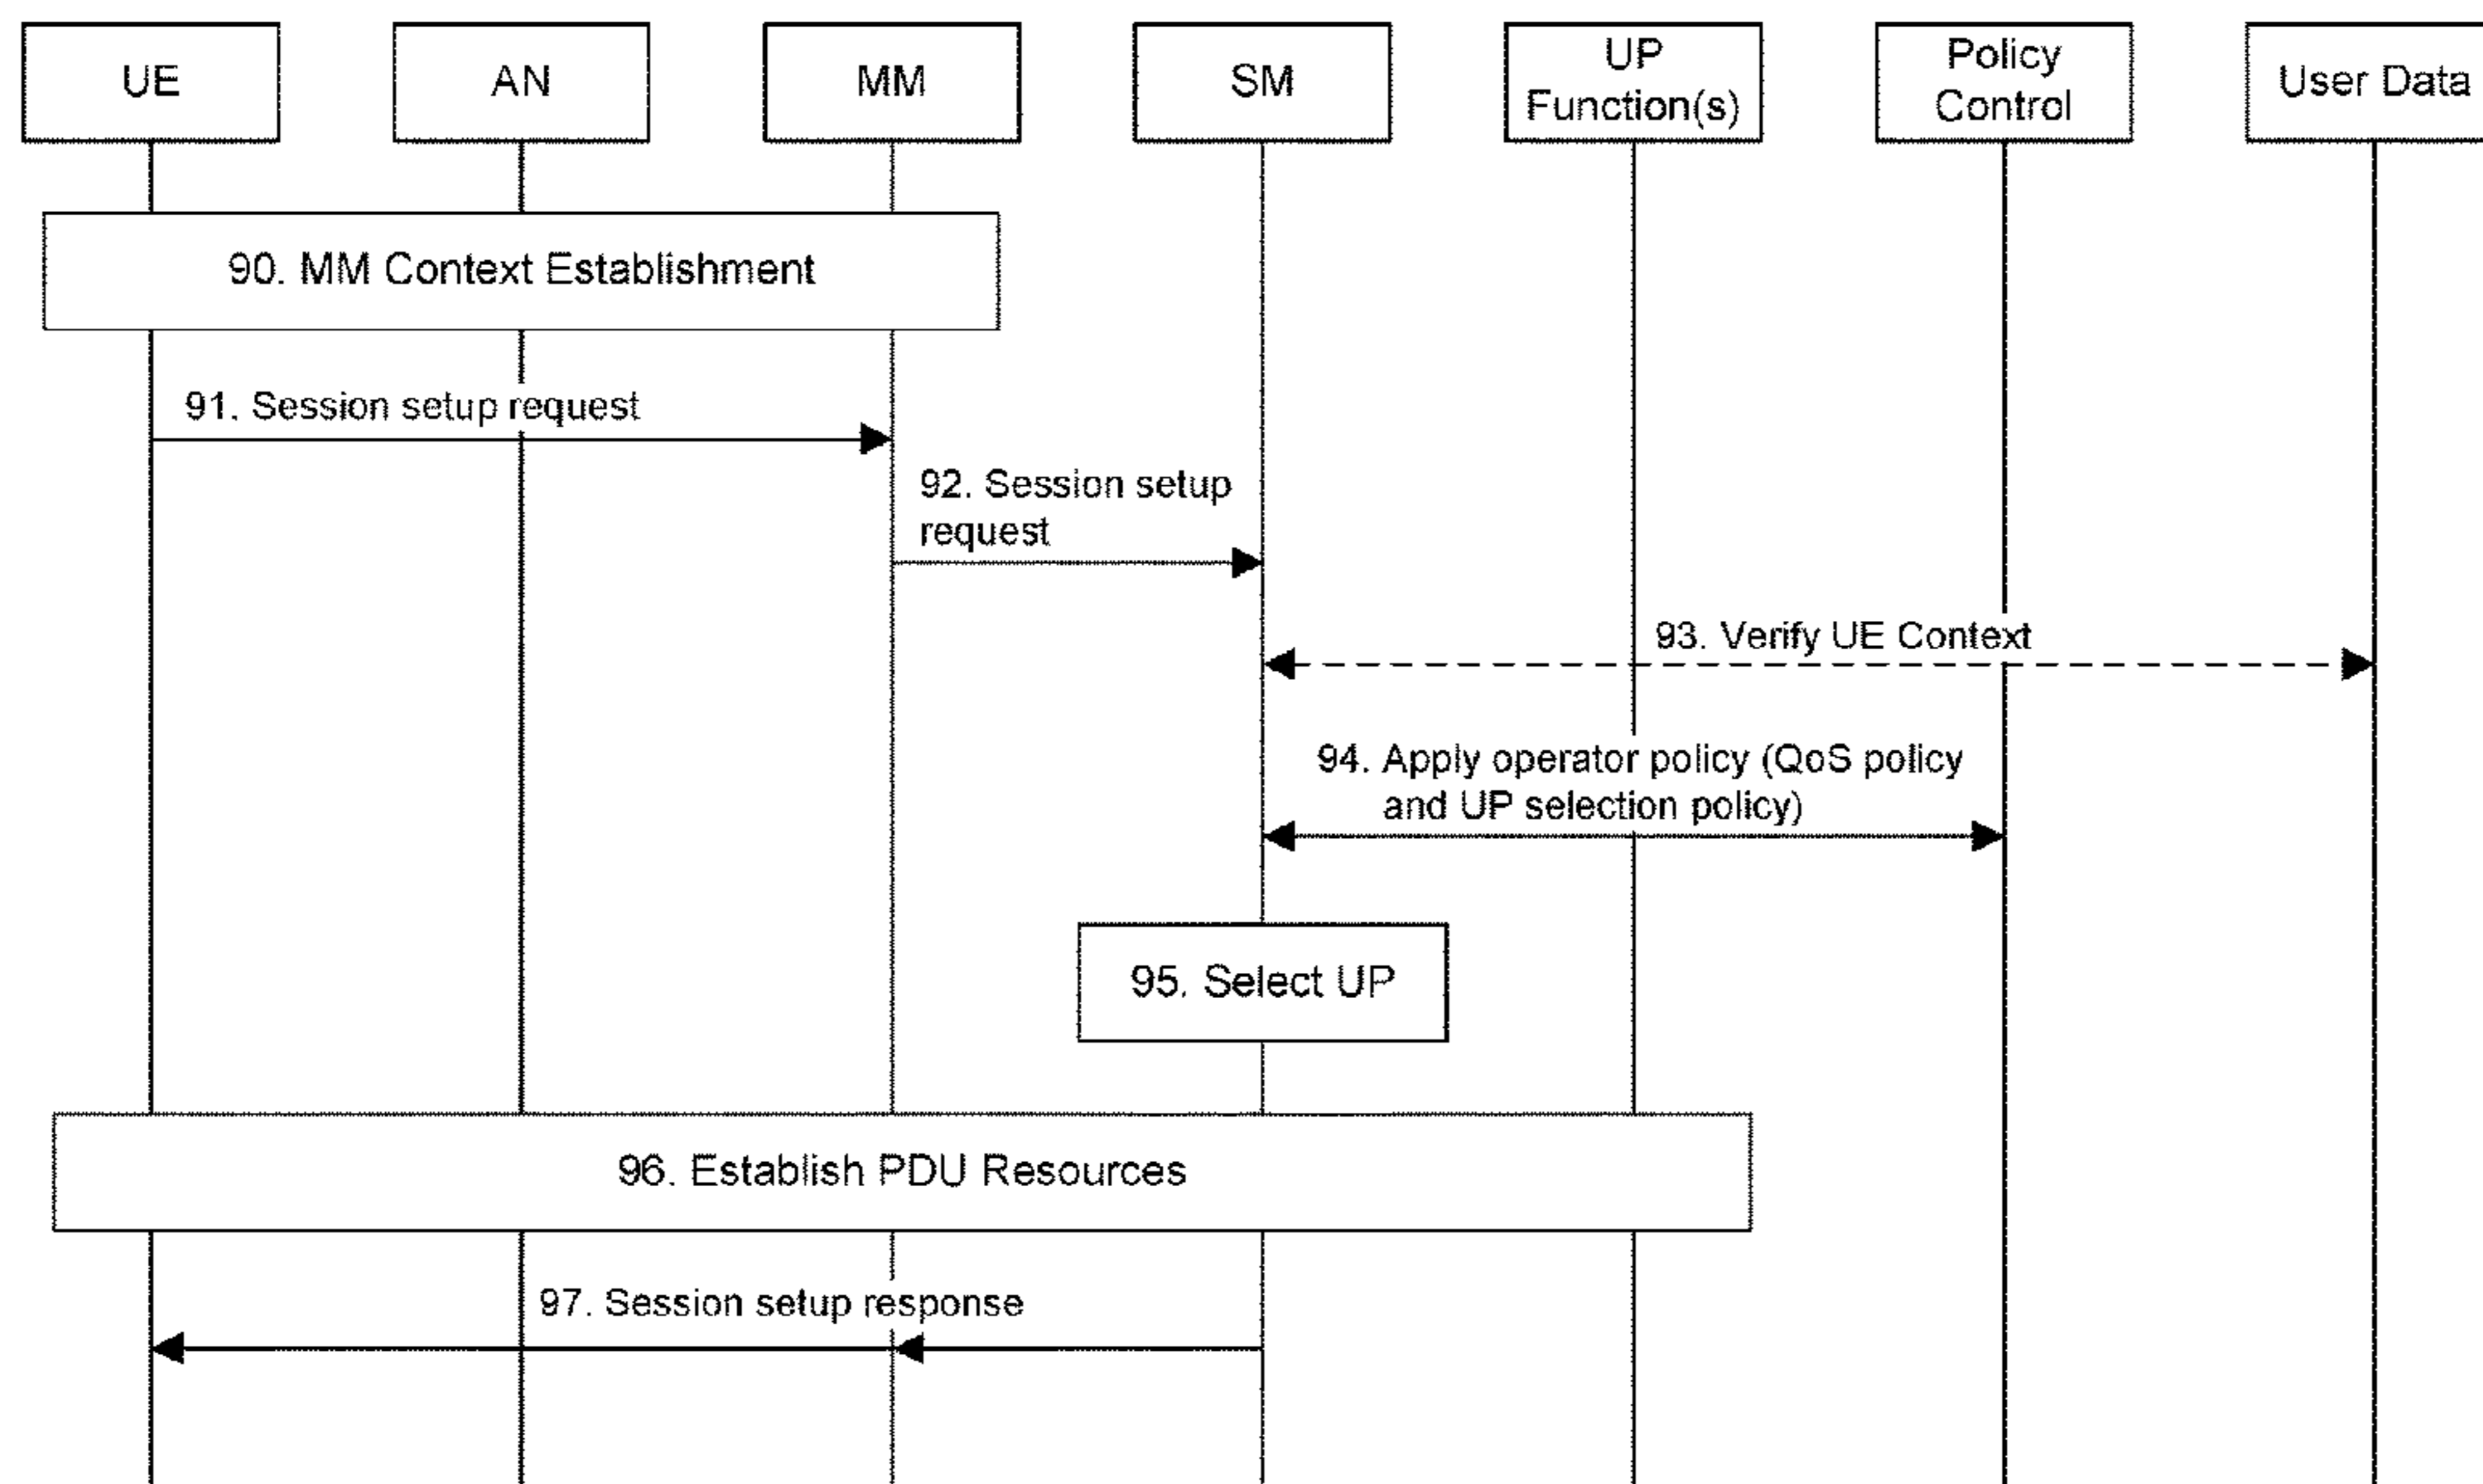 UE
AN
MM
SM
UP
Function(s)
Policy
Control
User Data
90. MM Context Establishment
91. Session setup request
92. Session setup
request
93. Verify UE Context
94. Apply operator policy (QoS policy
and UP selection policy)
95. Select UP
96. Establish PDU Resources
97. Session setup response